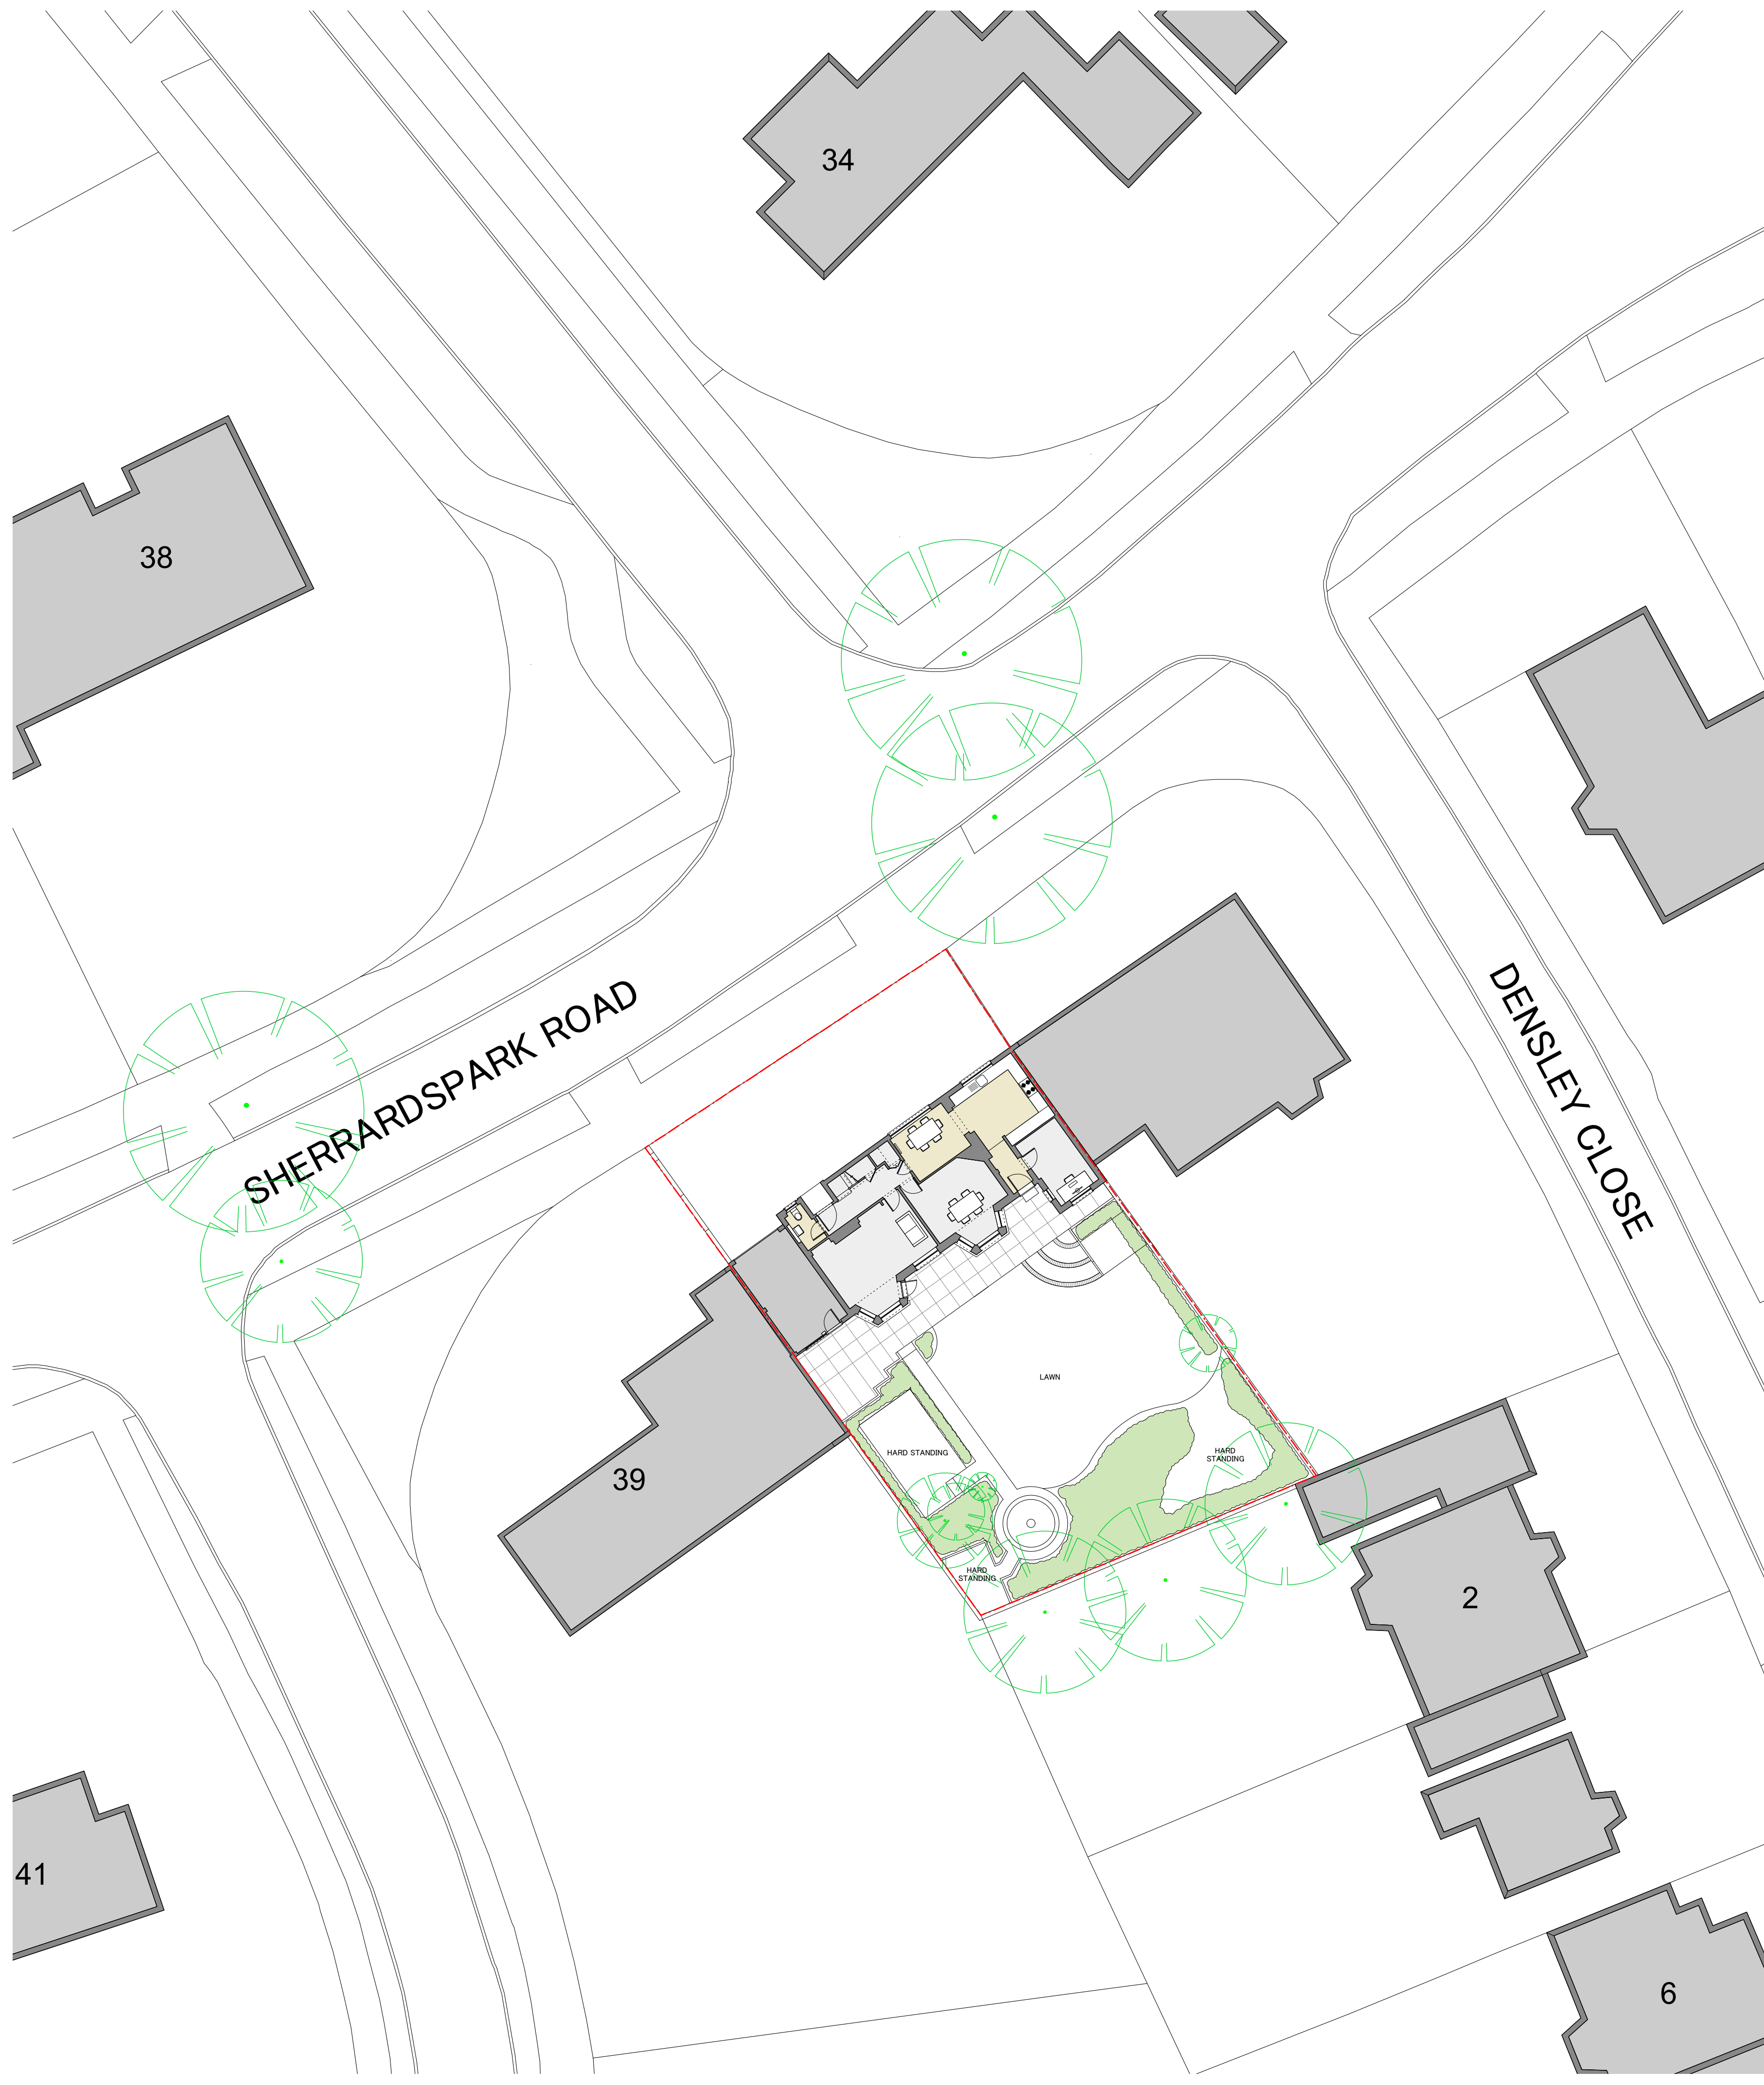 34
38
SHERRARDSPARK ROAD
DENSLEY CLOSE
LAWN
HARD STANDING
HARD
STANDING
39
HARD
STANDING
2
41
6